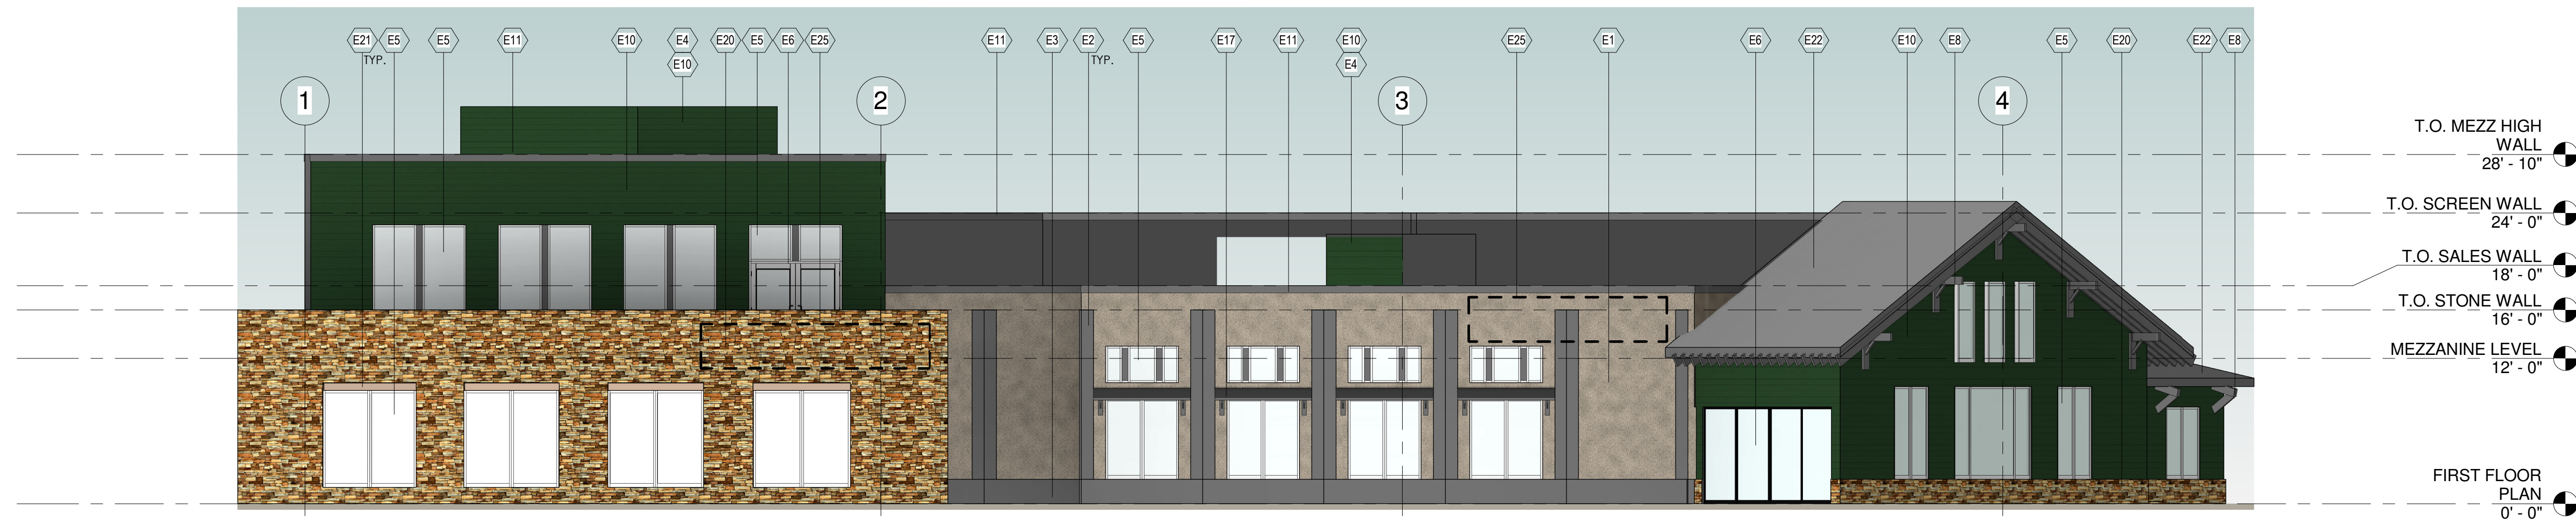 E21 E5 E5 E11 E10 E4 E20 E5 E6 E25 E11 E3 E2 E5 E17 E11 E10 E25 E1 E6 E22 E10 E8 E5 E20 E22 E8
TYP. E10 TYP. E4
1 2 3 4
T.O. MEZZ HIGH
WALL
28' - 10"
T.O. SCREEN WALL
24' - 0"
T.O. SALES WALL
18' - 0"
T.O. STONE WALL
16' - 0"
MEZZANINE LEVEL
12' - 0"
FIRST FLOOR
PLAN
0' - 0"